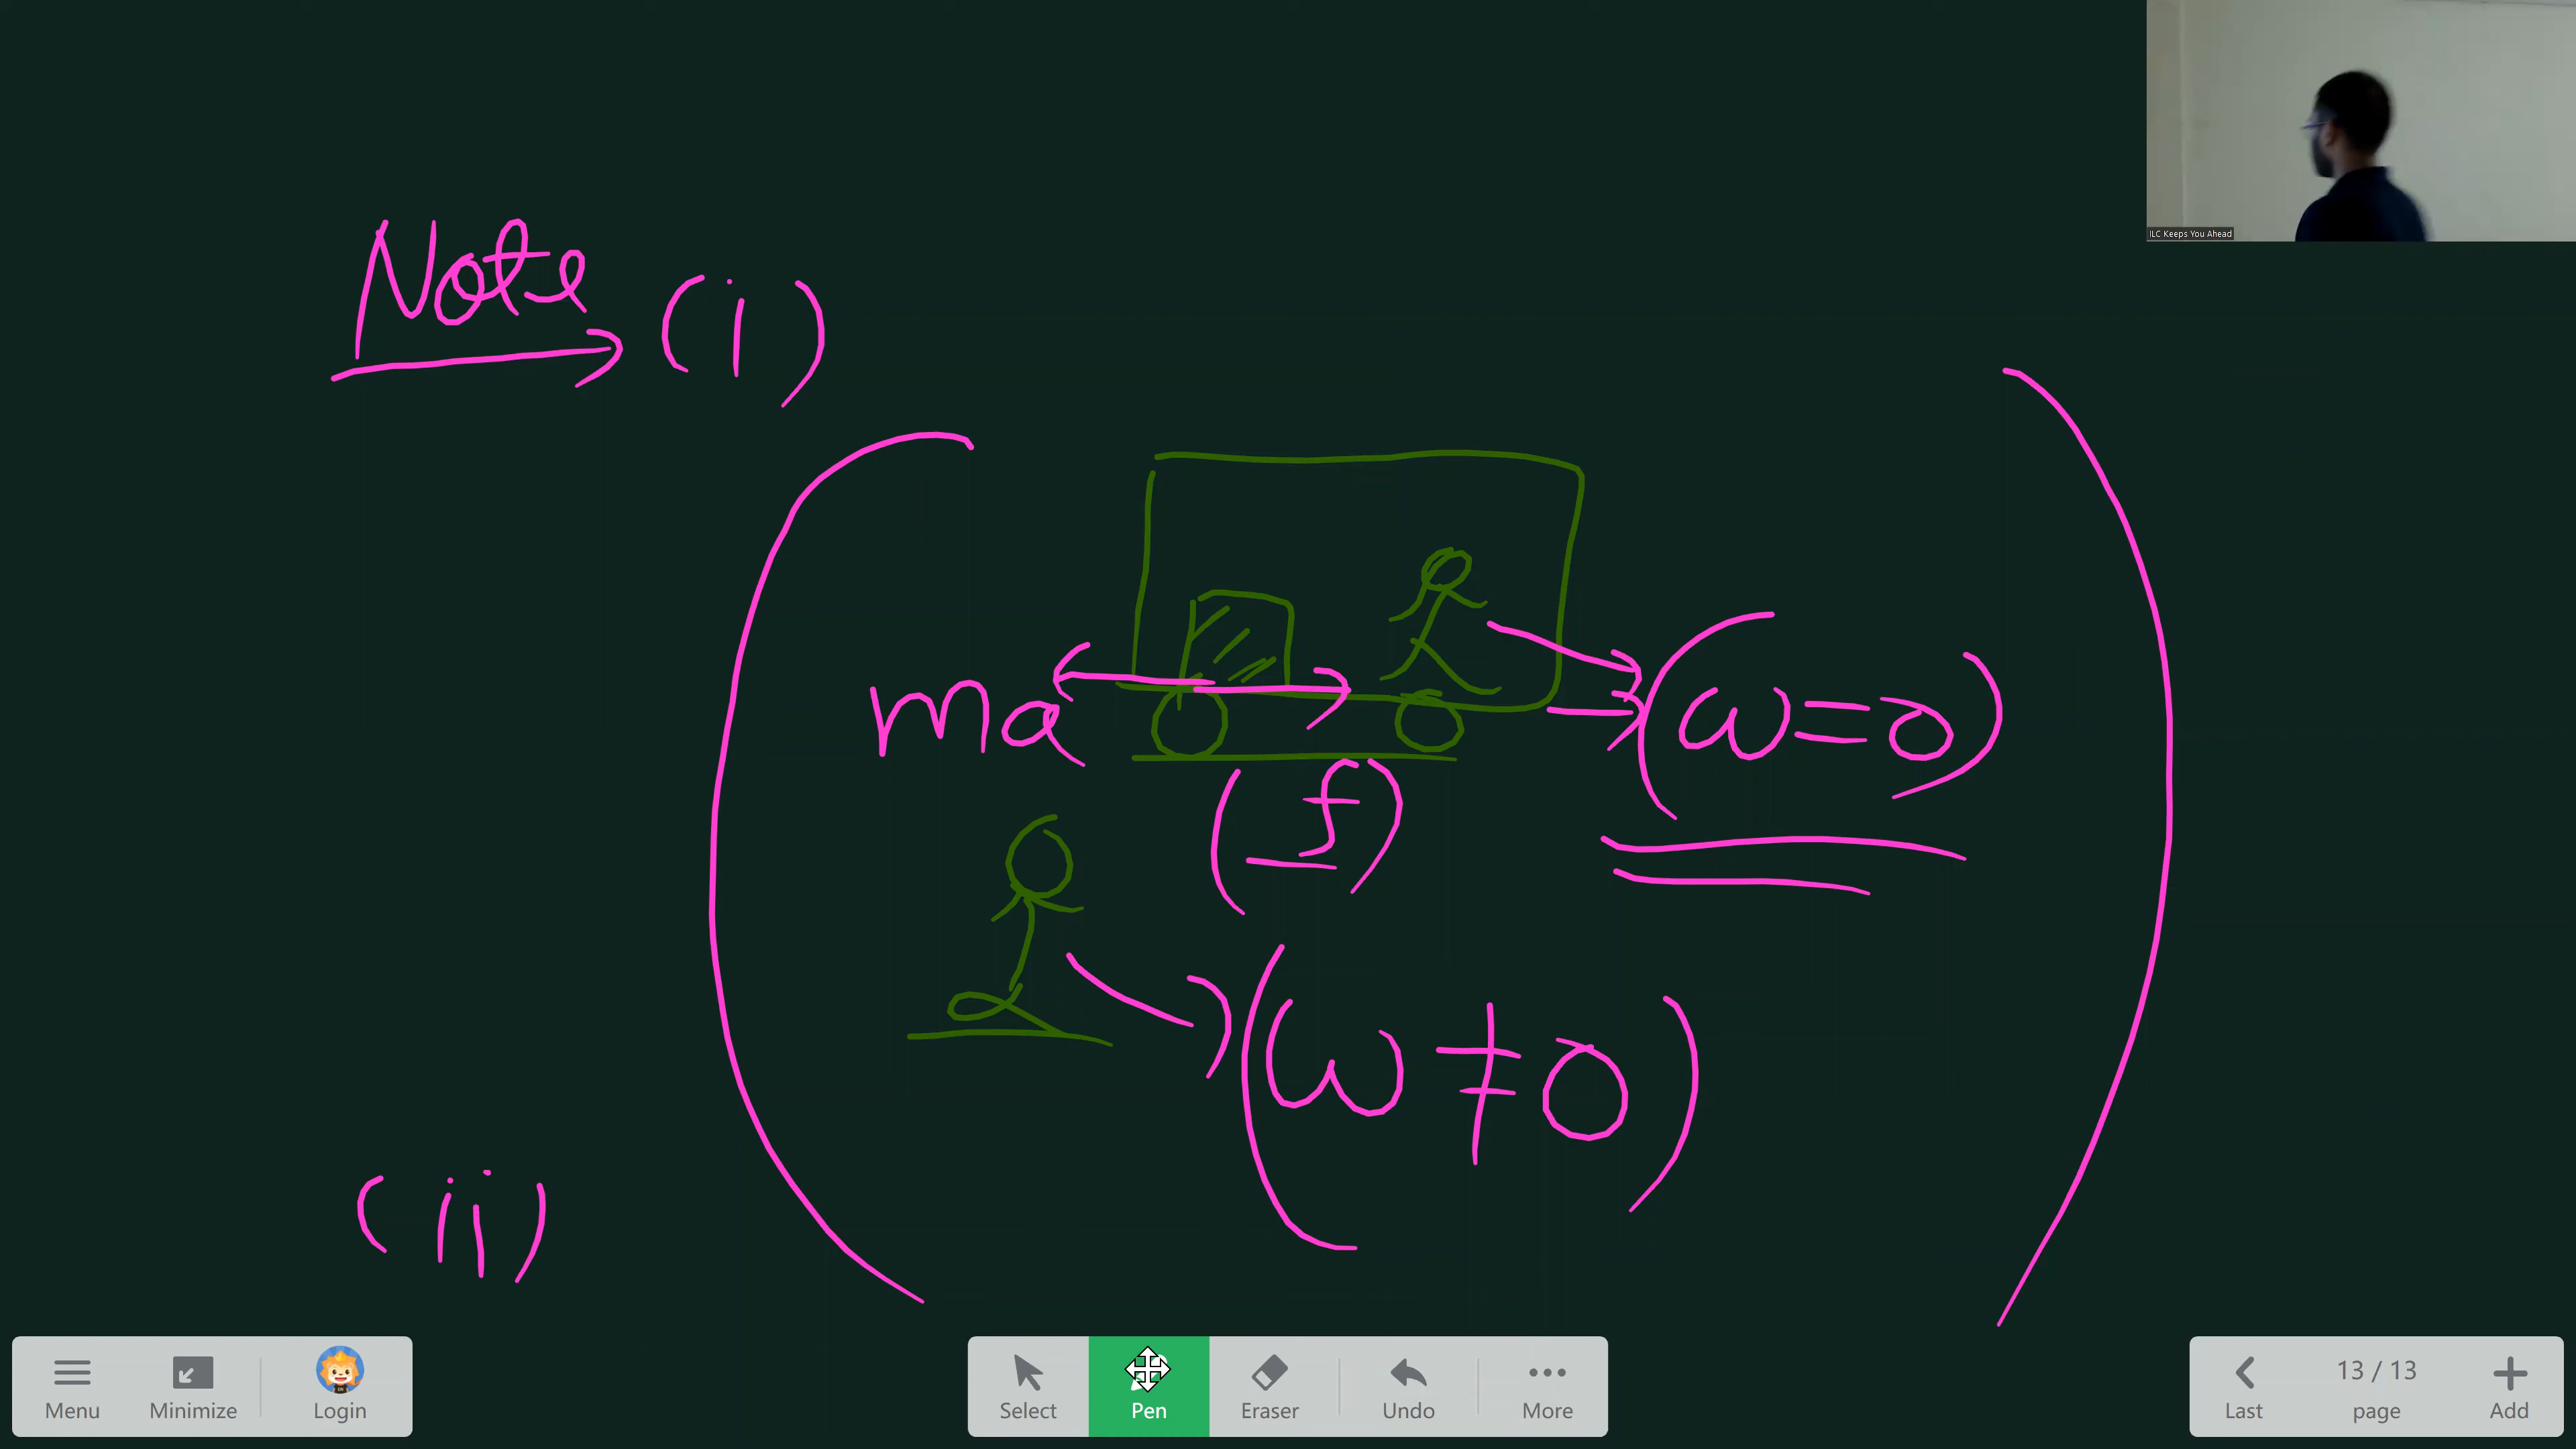 ILC Keeps You Ahead
Note (i)
ma
(ω=0)
(f)
(ω≠0)
(ii)
Menu Minimize Login
Select Pen Eraser Undo More
Last 13 / 13 page Add